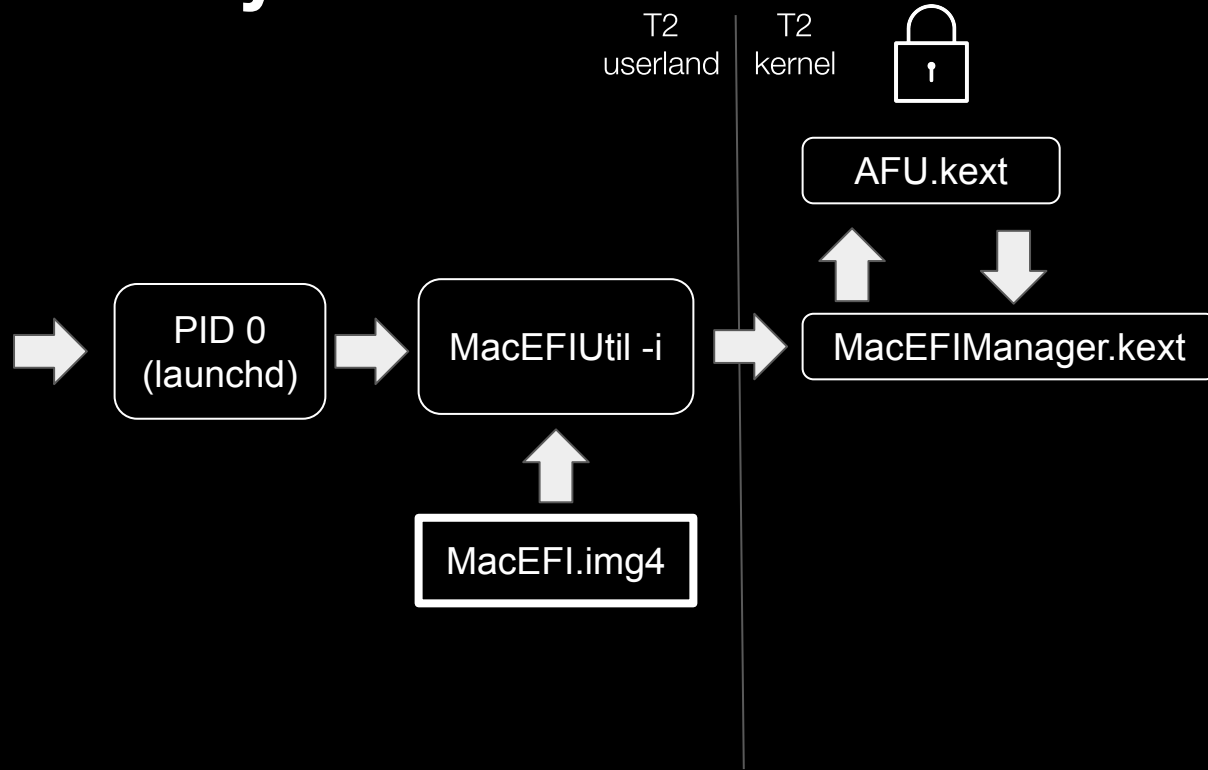 T2
userland
T2
kernel
AFU.kext
PID 0
(launchd)
MacEFIUtil -i
MacEFIManager.kext
MacEFI.img4